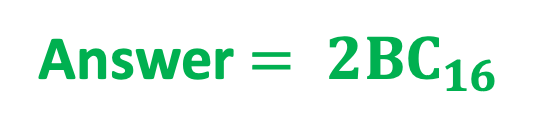 Answer = 2BC₁₆